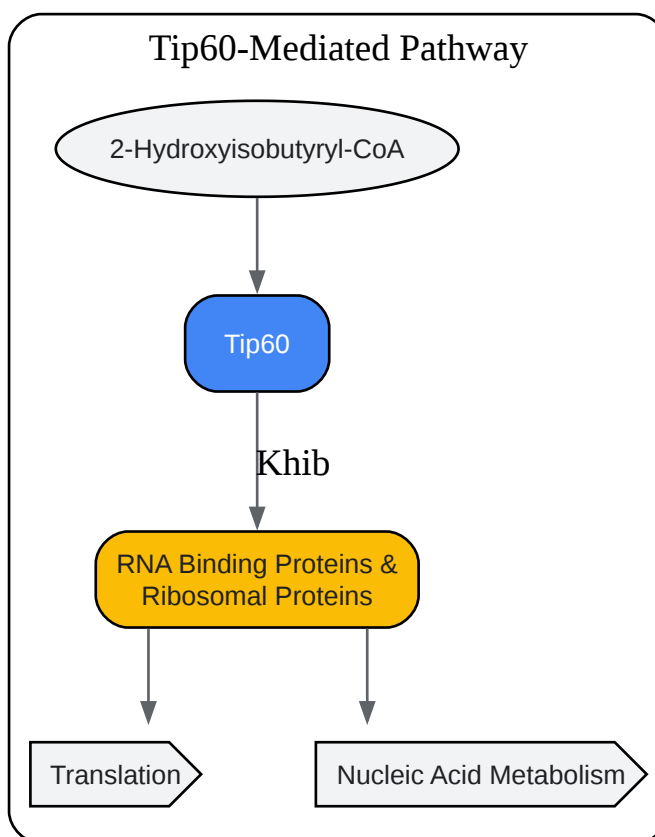 Tip60-Mediated Pathway
2-Hydroxyisobutyryl-CoA
Tip60
Khib
RNA Binding Proteins &
Ribosomal Proteins
Translation
Nucleic Acid Metabolism